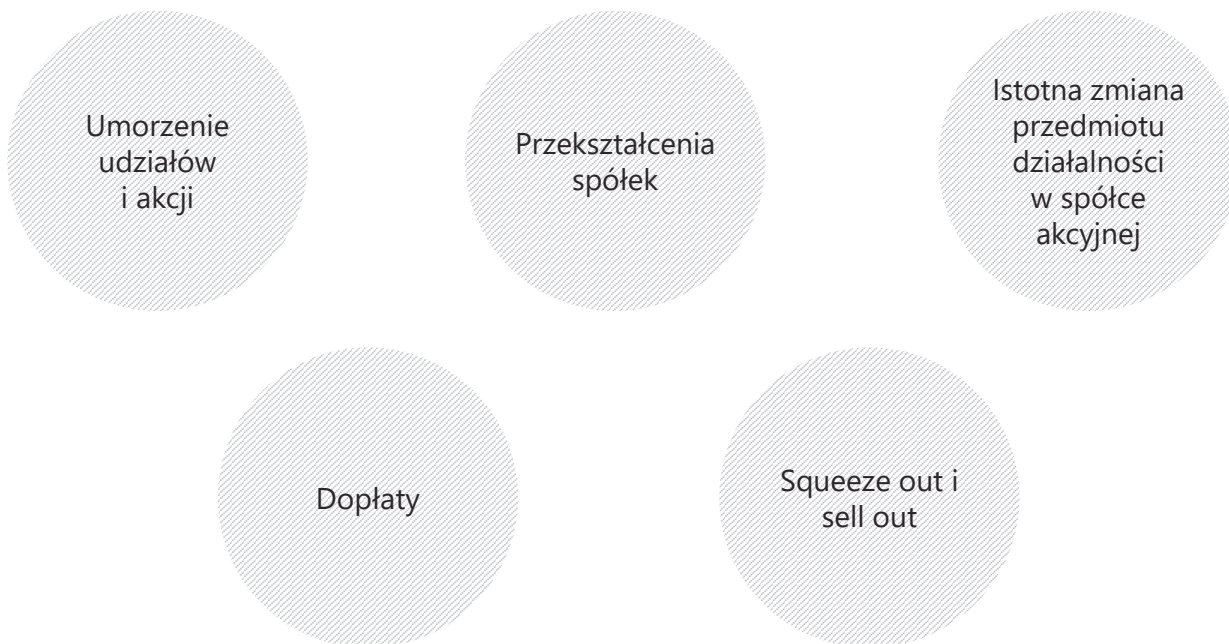 Umorzenie
udziałów
i akcji
Przekształcenia
spółek
Istotna zmiana
przedmiotu
działalności
w spółce
akcyjnej
Dopłaty
Squeeze out i
sell out